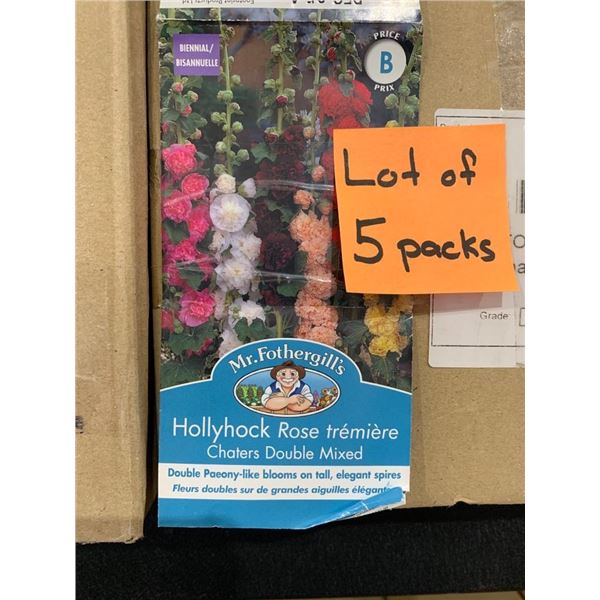 BIENNIAL/
BISANNUELLE
PRICE
B
PRIX
Lot of
5 packs
Grade:
Mr. Fothergill's
Hollyhock Rose trémière
Chaters Double Mixed
Double Paeony-like blooms on tall, elegant spires
Fleurs doubles sur de grandes aiguilles élégant